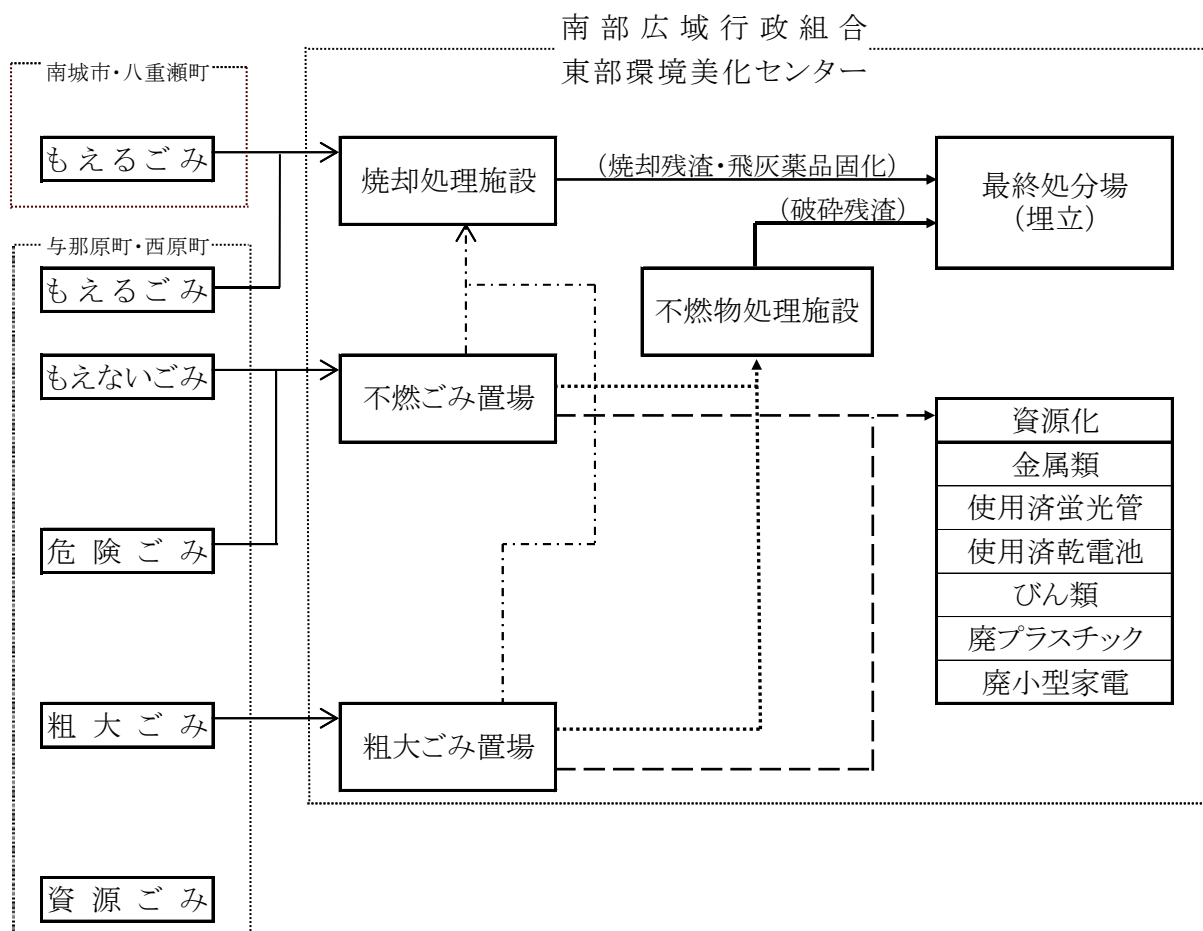 南部広域行政組合
東部環境美化センター
南城市・八重瀬町
もえるごみ
焼却処理施設
(焼却残渣・飛灰薬品固化)
最終処分場
(埋立)
(破砕残渣)
与那原町・西原町
もえるごみ
不燃物処理施設
もえないごみ
不燃ごみ置場
資源化
金属類
使用済蛍光管
使用済乾電池
びん類
廃プラスチック
廃小型家電
危険ごみ
粗大ごみ
粗大ごみ置場
資源ごみ